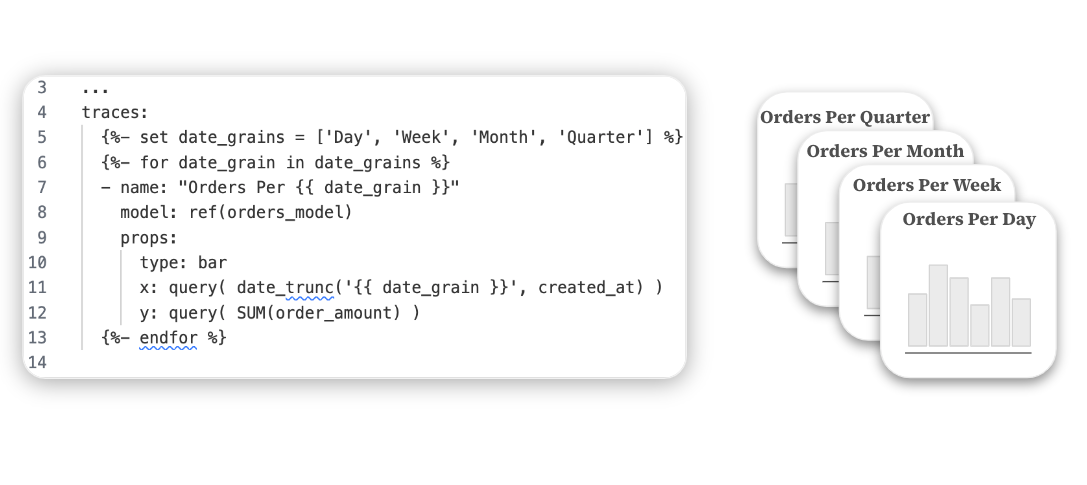 3 ...
4 traces:
5 {%- set date_grains = ['Day', 'Week', 'Month', 'Quarter'] %}
6 {%- for date_grain in date_grains %}
7 - name: "Orders Per {{ date_grain }}"
8 model: ref(orders_model)
9 props:
10 type: bar
11 x: query( date_trunc('{{ date_grain }}', created_at) )
12 y: query( SUM(order_amount) )
13 {%- endfor %}
14
Orders Per Quarter
Orders Per Month
Orders Per Week
Orders Per Day